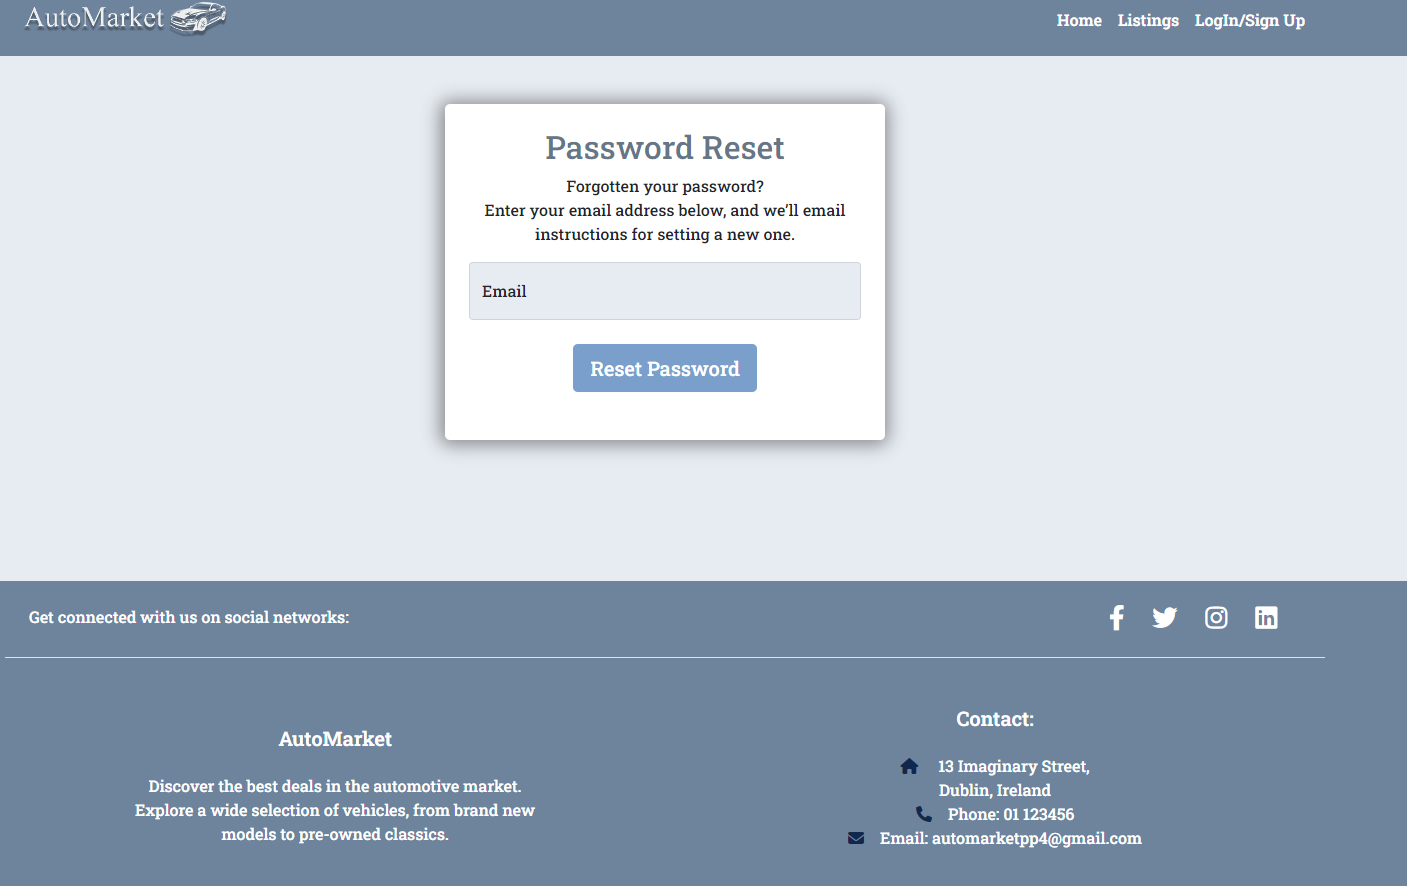 AutoMarket
Home Listings LogIn/Sign Up
Password Reset
Forgotten your password?
Enter your email address below, and we’ll email
instructions for setting a new one.
Email
Reset Password
Get connected with us on social networks:
AutoMarket
Discover the best deals in the automotive market.
Explore a wide selection of vehicles, from brand new
models to pre-owned classics.
Contact:
13 Imaginary Street,
Dublin, Ireland
Phone: 01 123456
Email: automarketpp4@gmail.com